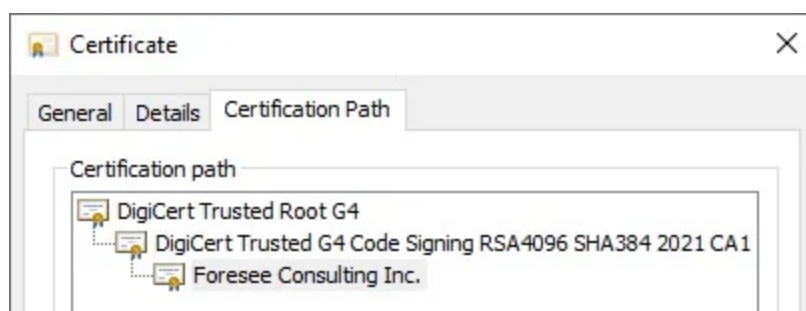 Certificate
General Details Certification Path
Certification path
DigiCert Trusted Root G4
DigiCert Trusted G4 Code Signing RSA4096 SHA384 2021 CA1
Foresee Consulting Inc.